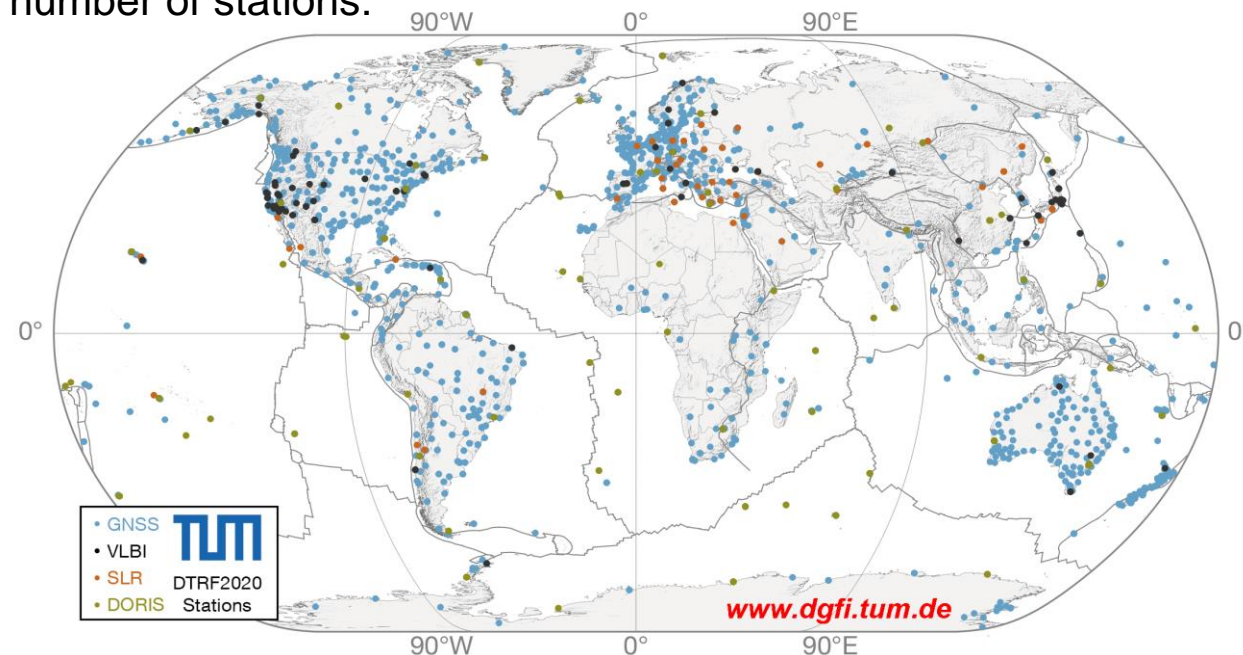 number of stations.
90°W 0° 90°E
0° 0
• GNSS TUM
• VLBI
• SLR DTRF2020
• DORIS Stations
www.dgfi.tum.de
90°W 0° 90°E